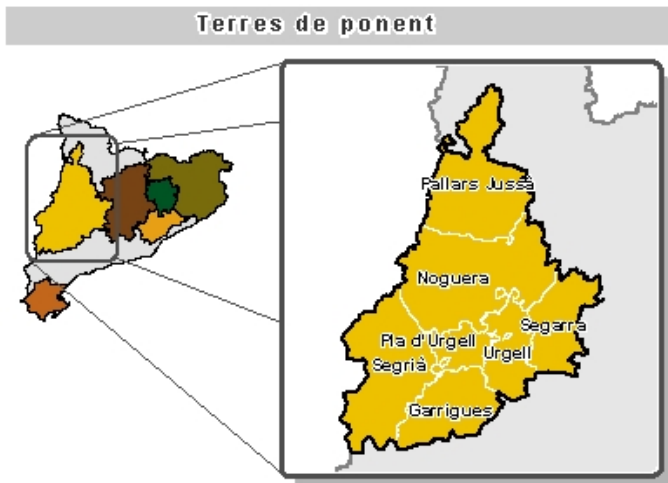 Terres de ponent
Pallars Jussà
Noguera
Segarra
Pla d'Urgell
Urgell
Segrià
Garrigues